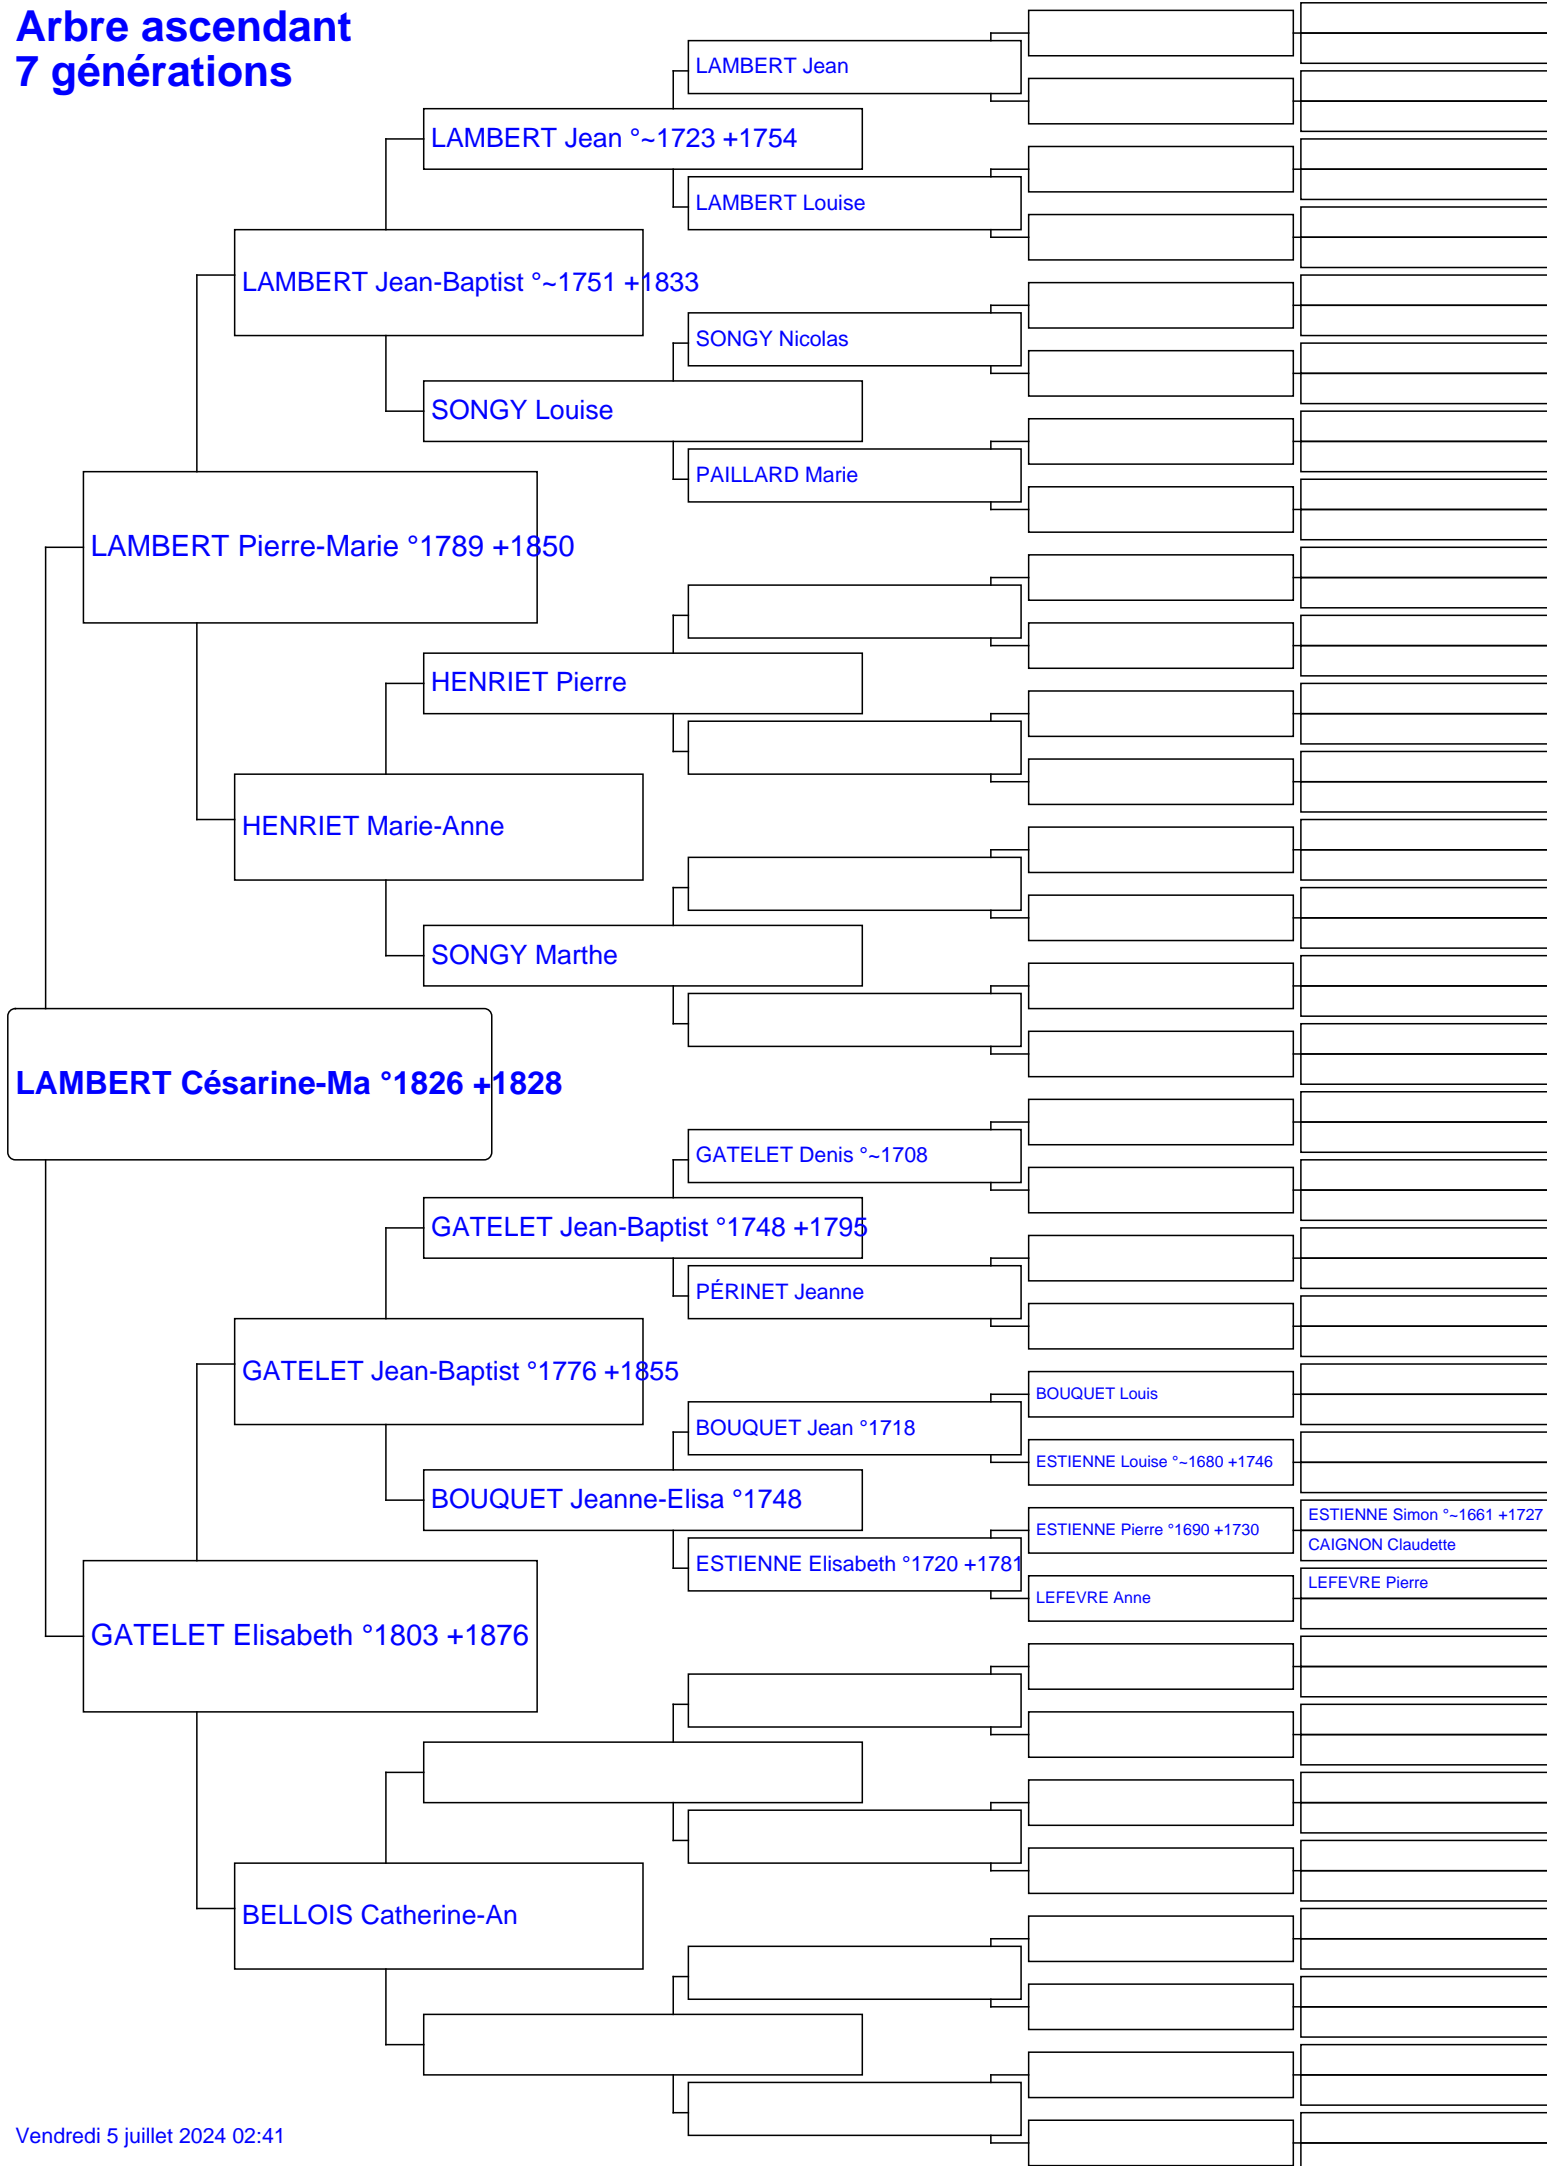 Arbre ascendant
7 générations
LAMBERT Jean
LAMBERT Jean °~1723 +1754
LAMBERT Louise
LAMBERT Jean-Baptist °~1751 +1833
SONGY Nicolas
SONGY Louise
PAILLARD Marie
LAMBERT Pierre-Marie °1789 +1850
HENRIET Pierre
HENRIET Marie-Anne
SONGY Marthe
LAMBERT Césarine-Ma °1826 +1828
GATELET Denis °~1708
GATELET Jean-Baptist °1748 +1795
PÉRINET Jeanne
GATELET Jean-Baptist °1776 +1855
BOUQUET Louis
BOUQUET Jean °1718
ESTIENNE Louise °~1680 +1746
BOUQUET Jeanne-Elisa °1748
ESTIENNE Simon °~1661 +1727
ESTIENNE Pierre °1690 +1730
CAIGNON Claudette
ESTIENNE Elisabeth °1720 +1781
LEFEVRE Pierre
LEFEVRE Anne
GATELET Elisabeth °1803 +1876
BELLOIS Catherine-An
Vendredi 5 juillet 2024 02:41